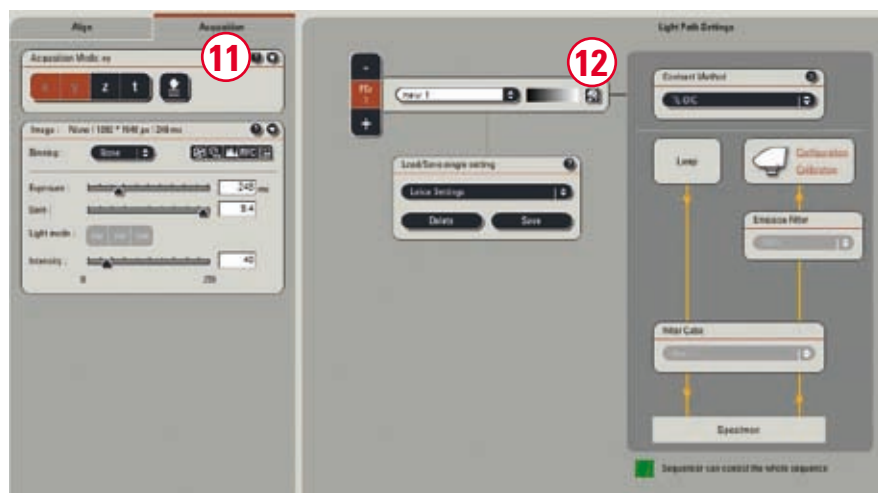 Align
Acquisition
11
Acquisition Mode: xy
x y z t
Image : None | 1392 * 1040 px | 248 ms
Binning : None
Exposure : 248 ms
Gain : 9.4
Light mode :
Intensity : 40
0 255
-
+
new 1
12
Load/Save single setting
Leica Settings
Delete Save
Light Path Settings
Contrast Method
TL-DIC
Lamp
Configuration
Calibration
Emission Filter
Filter Cube
Specimen
Sequencer can control the whole sequence